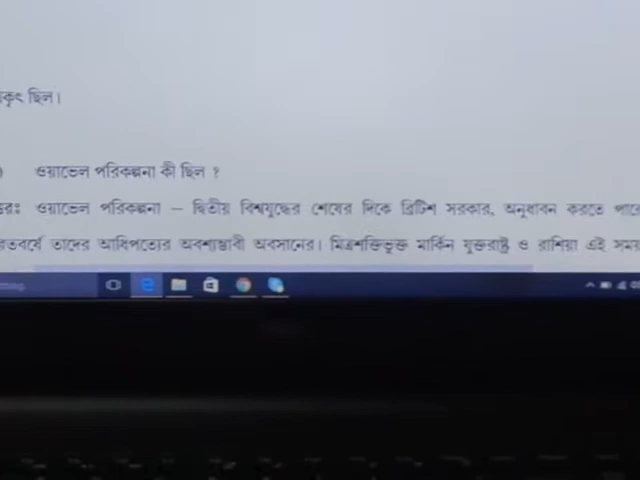 ছিল।
ওয়াভেল পরিকল্পনা কী ছিল ?
ওয়াভেল পরিকল্পনা – দ্বিতীয় বিশ্বযুদ্ধের শেষের দিকে ব্রিটিশ সরকার, অনুধাবন করতে
তাদের আধিপত্যের অবশ্যম্ভাবী অবসানের। মিত্রশক্তিভুক্ত মার্কিন যুক্তরাষ্ট্র ও রাশিয়া এই